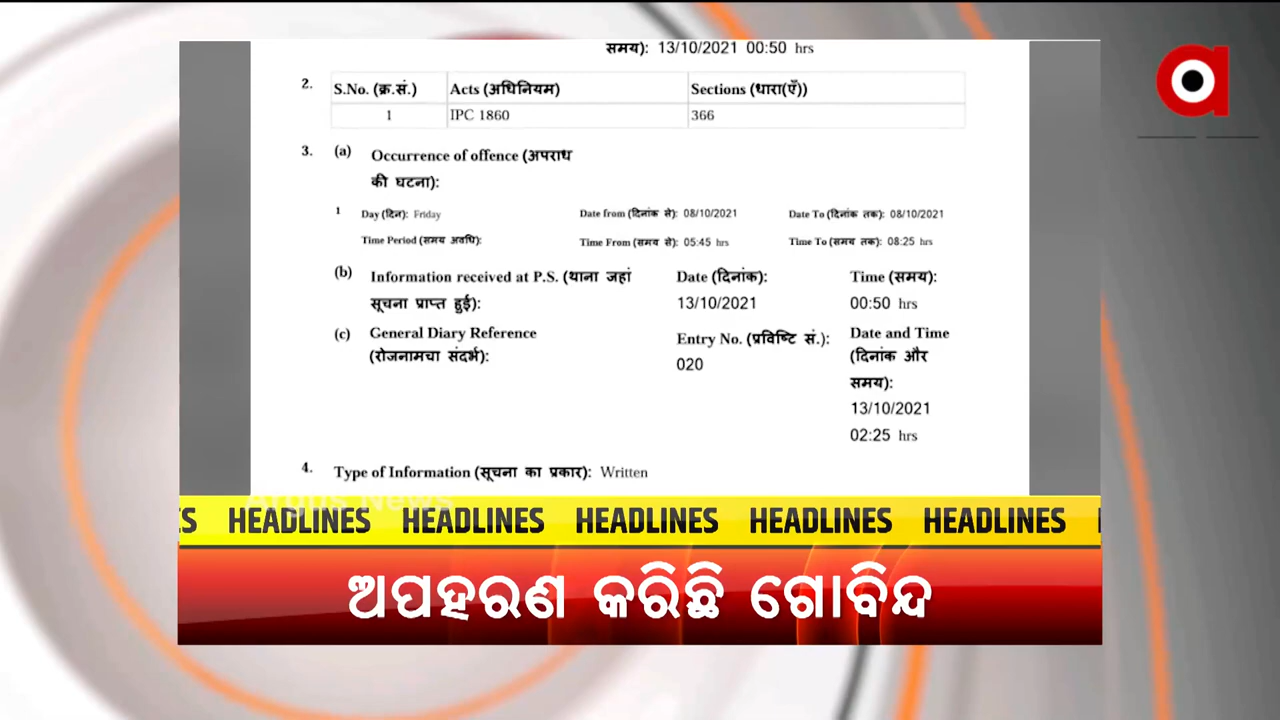 समय): 13/10/2021 00:50 hrs
2. S.No. (क्र.सं.) Acts (अधिनियम) Sections (धारा(एँ))
1 IPC 1860 366
3. (a) Occurrence of offence (अपराध
की घटना):
1 Day (दिन): Friday Date from (दिनांक से): 08/10/2021 Date To (दिनांक तक): 08/10/2021
Time Period (समय अवधि): Time From (समय से): 05:45 hrs Time To (समय तक): 08:25 hrs
(b) Information received at P.S. (थाना जहां Date (दिनांक): Time (समय):
सूचना प्राप्त हुई): 13/10/2021 00:50 hrs
(c) General Diary Reference Entry No. (प्रविष्टि सं.): Date and Time
(रोजनामचा संदर्भ): 020 (दिनांक और
समय):
13/10/2021
02:25 hrs
4. Type of Information (सूचना का प्रकार): Written
Argus News
ES HEADLINES HEADLINES HEADLINES HEADLINES HEADLINES
ଅପହରଣ କରିଛି ଗୋବିନ୍ଦ